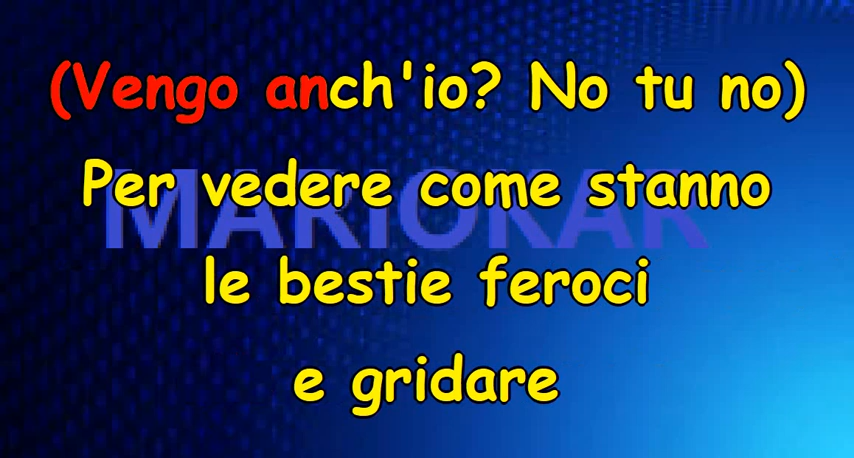 (Vengo anch'io? No tu no)
Per vedere come stanno
MARIOKAR
le bestie feroci
e gridare